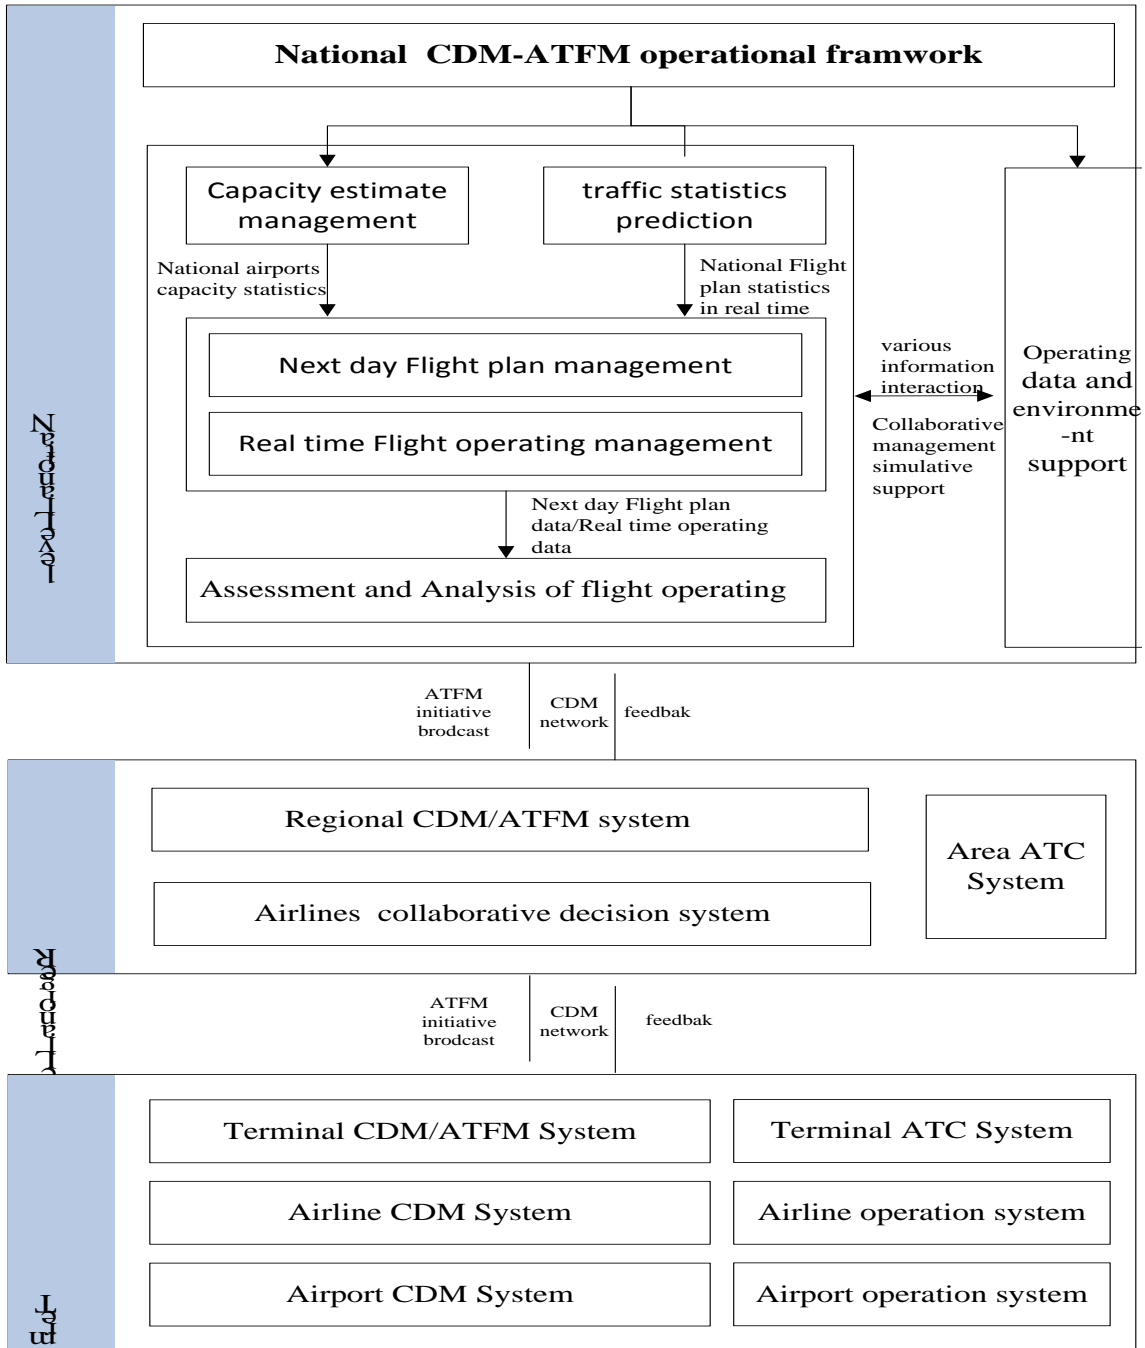 National CDM-ATFM operational framwork
Capacity estimate
management
traffic statistics
prediction
National airports
capacity statistics
National Flight
plan statistics
in real time
Next day Flight plan management
Real time Flight operating management
Next day Flight plan
data/Real time operating
data
Assessment and Analysis of flight operating
various
information
interaction
Collaborative
management
simulative
support
Operating
data and
environme
-nt
support
National Level
ATFM
initiative
brodcast
CDM
network
feedbak
Regional CDM/ATFM system
Airlines collaborative decision system
Area ATC
System
Regional Le
ATFM
initiative
brodcast
CDM
network
feedbak
Terminal CDM/ATFM System
Terminal ATC System
Airline CDM System
Airline operation system
Airport CDM System
Airport operation system
Term